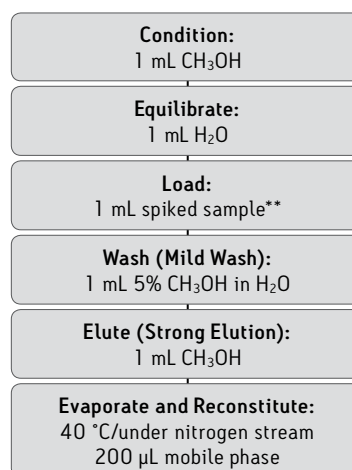 Condition:
1 mL CH₃OH
Equilibrate:
1 mL H₂O
Load:
1 mL spiked sample**
Wash (Mild Wash):
1 mL 5% CH₃OH in H₂O
Elute (Strong Elution):
1 mL CH₃OH
Evaporate and Reconstitute:
40 °C/under nitrogen stream
200 µL mobile phase